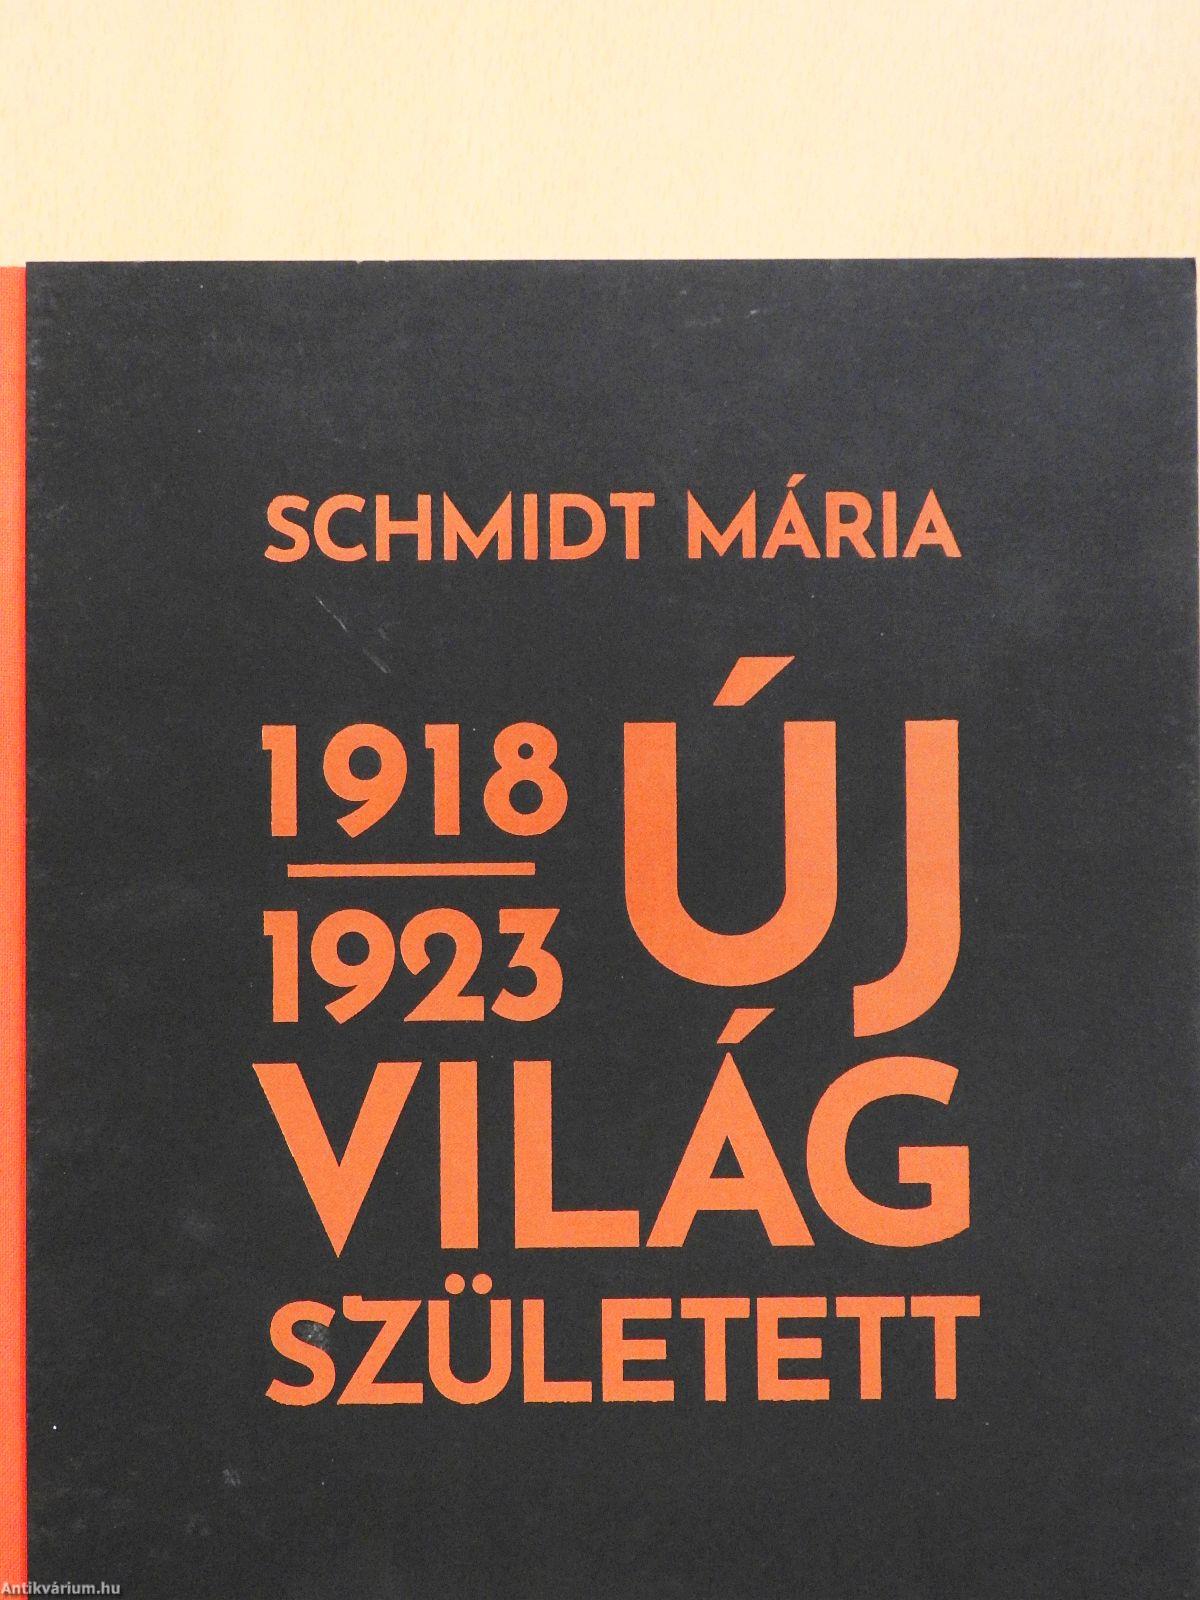 SCHMIDT MÁRIA
1918
1923
ÚJ
VILÁG
SZÜLETETT
Antikvárium.hu